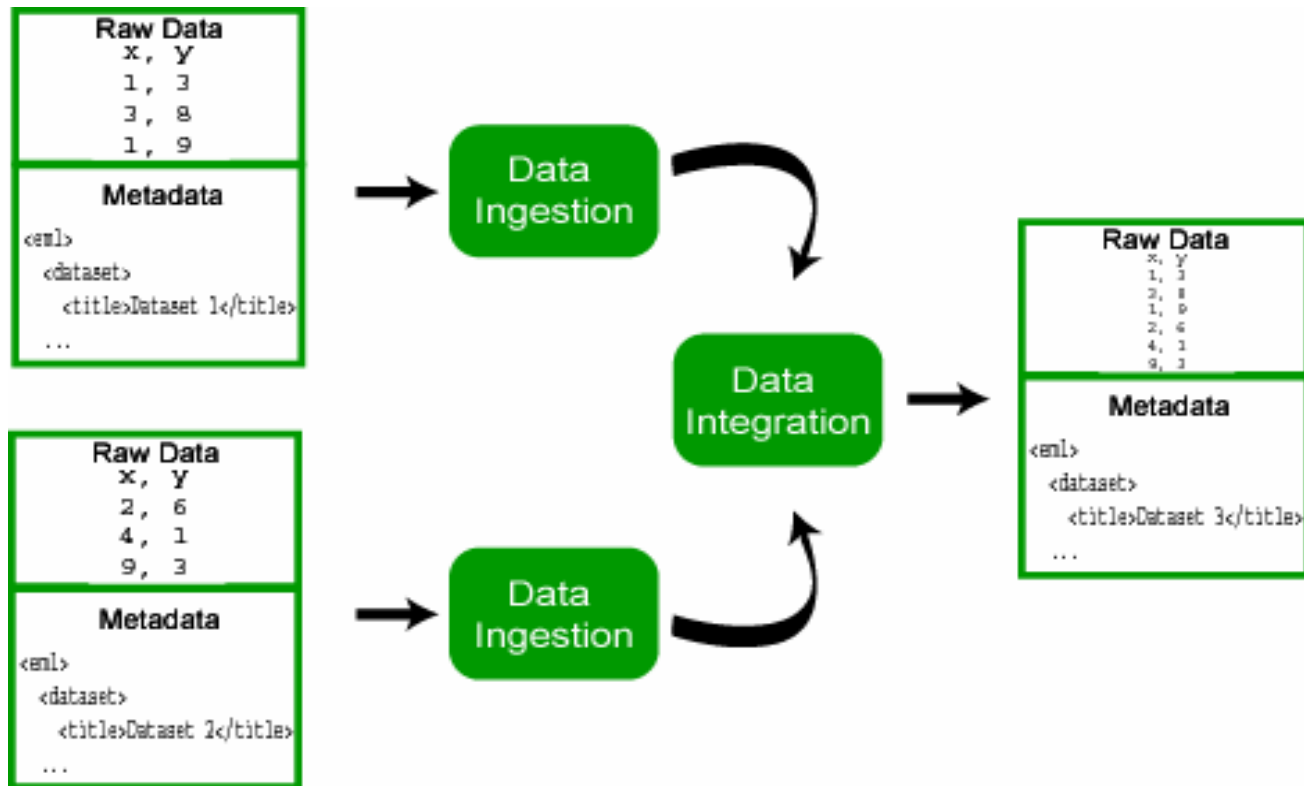 Raw Data
x, y
1, 3
3, 8
1, 9
Metadata
<eml>
<dataset>
<title>Dataset 1</title>
...
Data
Ingestion
Raw Data
x, y
2, 6
4, 1
9, 3
Metadata
<eml>
<dataset>
<title>Dataset 2</title>
...
Data
Ingestion
Data
Integration
Raw Data
x, y
1, 3
3, 8
1, 9
2, 6
4, 1
9, 3
Metadata
<eml>
<dataset>
<title>Dataset 3</title>
...